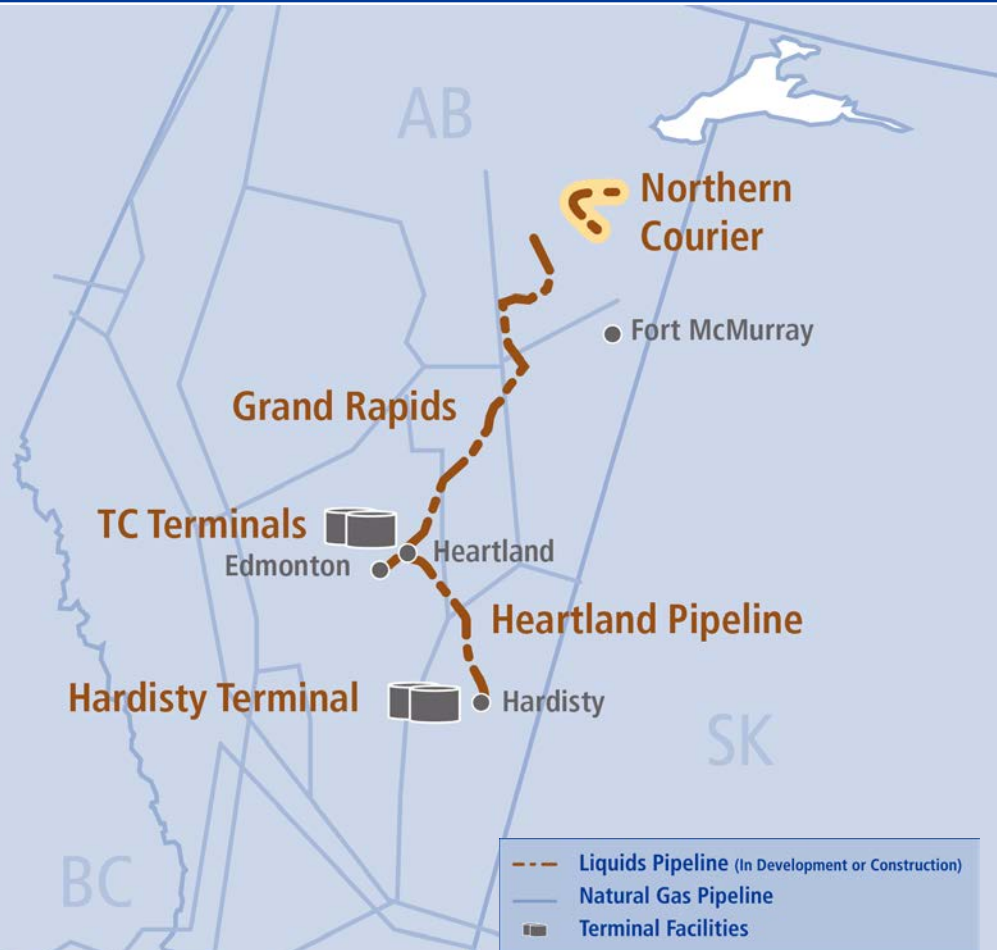 AB
Northern
Courier
Fort McMurray
Grand Rapids
TC Terminals
Heartland
Edmonton
Heartland Pipeline
Hardisty Terminal
Hardisty
SK
BC
Liquids Pipeline (In Development or Construction)
Natural Gas Pipeline
Terminal Facilities